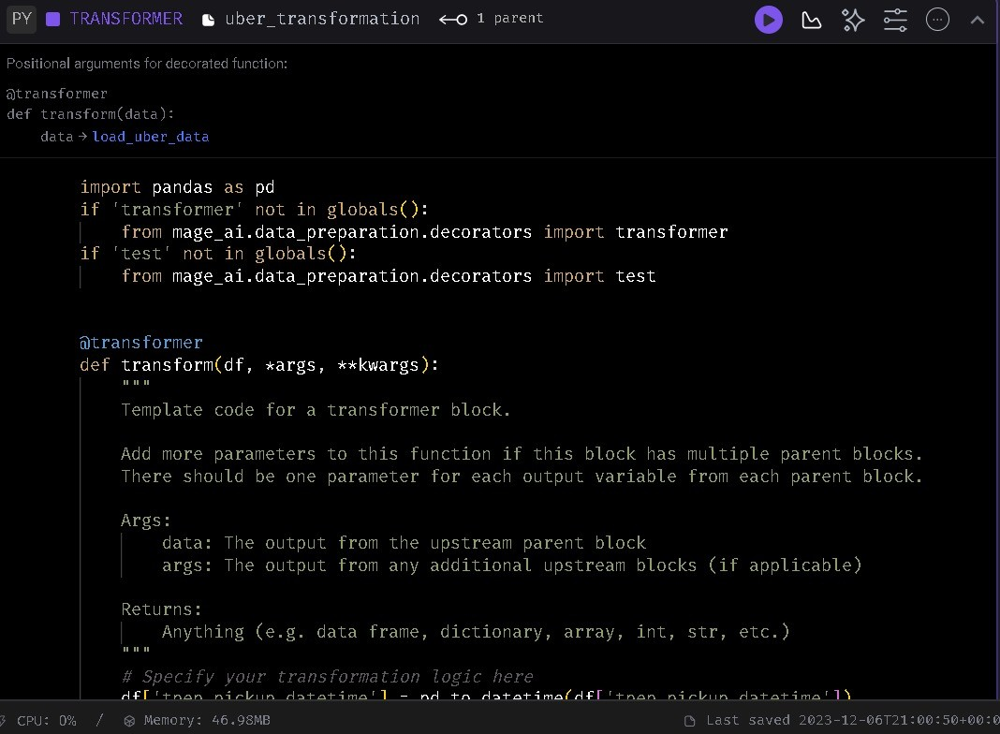 PY TRANSFORMER uber_transformation 1 parent
Positional arguments for decorated function:
@transformer
def transform(data):
    data → load_uber_data
import pandas as pd
if 'transformer' not in globals():
    from mage_ai.data_preparation.decorators import transformer
if 'test' not in globals():
    from mage_ai.data_preparation.decorators import test
@transformer
def transform(df, *args, **kwargs):
    """
    Template code for a transformer block.
    Add more parameters to this function if this block has multiple parent blocks.
    There should be one parameter for each output variable from each parent block.
    Args:
        data: The output from the upstream parent block
        args: The output from any additional upstream blocks (if applicable)
    Returns:
        Anything (e.g. data frame, dictionary, array, int, str, etc.)
    """
    # Specify your transformation logic here
    df['tpep_pickup_datetime'] = pd.to_datetime(df['tpep_pickup_datetime'])
CPU: 0% / Memory: 46.98MB Last saved 2023-12-06T21:00:50+00:0